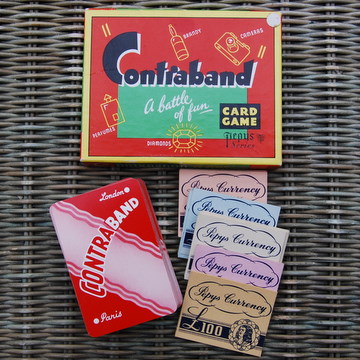 BRANDY
CAMERAS
Contraband
A battle of fun
CARD
GAME
Pepys
Series
PERFUMES
DIAMONDS
London
CONTRABAND
Paris
Pepys Currency
Pepys Currency
Pepys Currency
Pepys Currency
Pepys Currency
£100